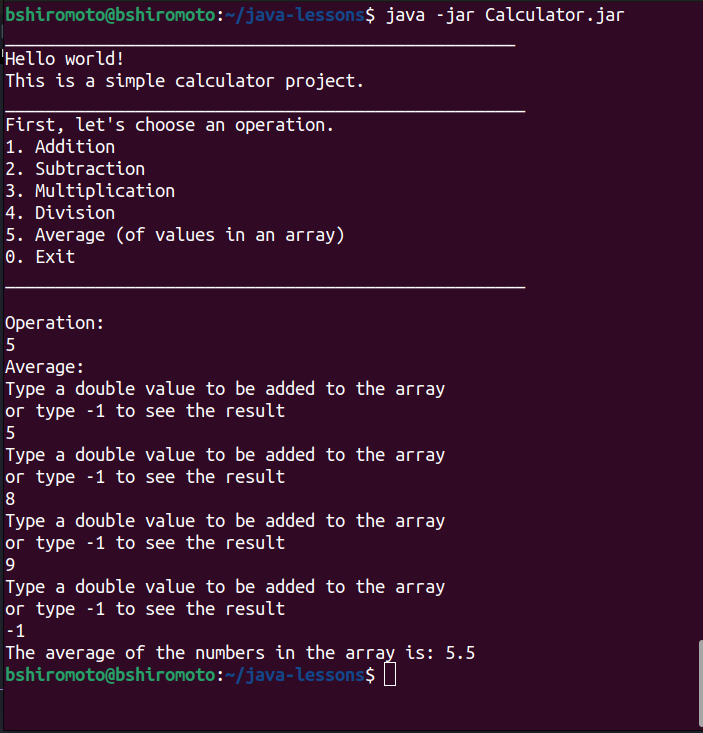 bshiromoto@bshiromoto:~/java-lessons$ java -jar Calculator.jar
___________________________________________________
Hello world!
This is a simple calculator project.
____________________________________________________
First, let's choose an operation.
1. Addition
2. Subtraction
3. Multiplication
4. Division
5. Average (of values in an array)
0. Exit
____________________________________________________
Operation:
5
Average:
Type a double value to be added to the array
or type -1 to see the result
5
Type a double value to be added to the array
or type -1 to see the result
8
Type a double value to be added to the array
or type -1 to see the result
9
Type a double value to be added to the array
or type -1 to see the result
-1
The average of the numbers in the array is: 5.5
bshiromoto@bshiromoto:~/java-lessons$